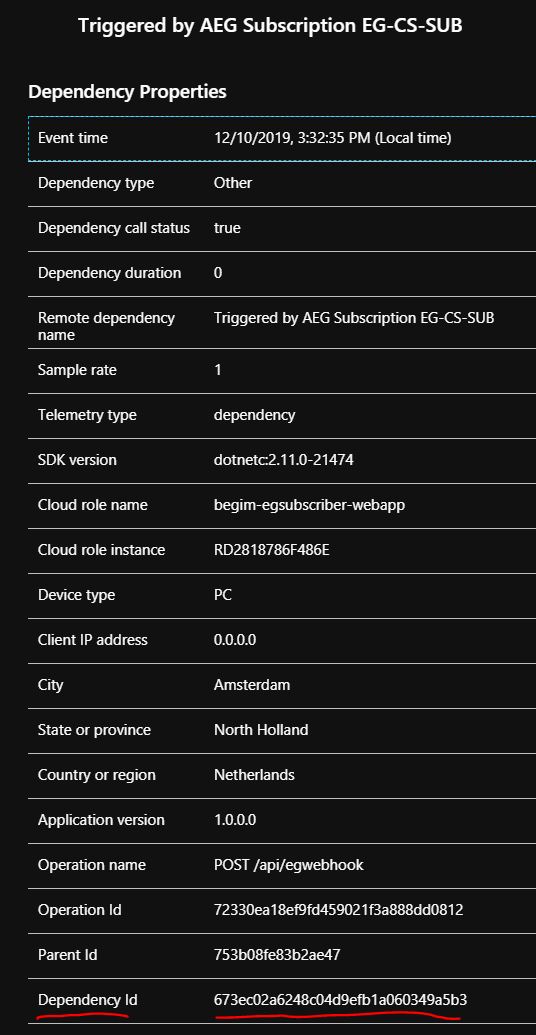 Triggered by AEG Subscription EG-CS-SUB
Dependency Properties
Event time 12/10/2019, 3:32:35 PM (Local time)
Dependency type Other
Dependency call status true
Dependency duration 0
Remote dependency name Triggered by AEG Subscription EG-CS-SUB
Sample rate 1
Telemetry type dependency
SDK version dotnetc:2.11.0-21474
Cloud role name begim-egsubscriber-webapp
Cloud role instance RD2818786F486E
Device type PC
Client IP address 0.0.0.0
City Amsterdam
State or province North Holland
Country or region Netherlands
Application version 1.0.0.0
Operation name POST /api/egwebhook
Operation Id 72330ea18ef9fd459021f3a888dd0812
Parent Id 753b08fe83b2ae47
Dependency Id 673ec02a6248c04d9efb1a060349a5b3